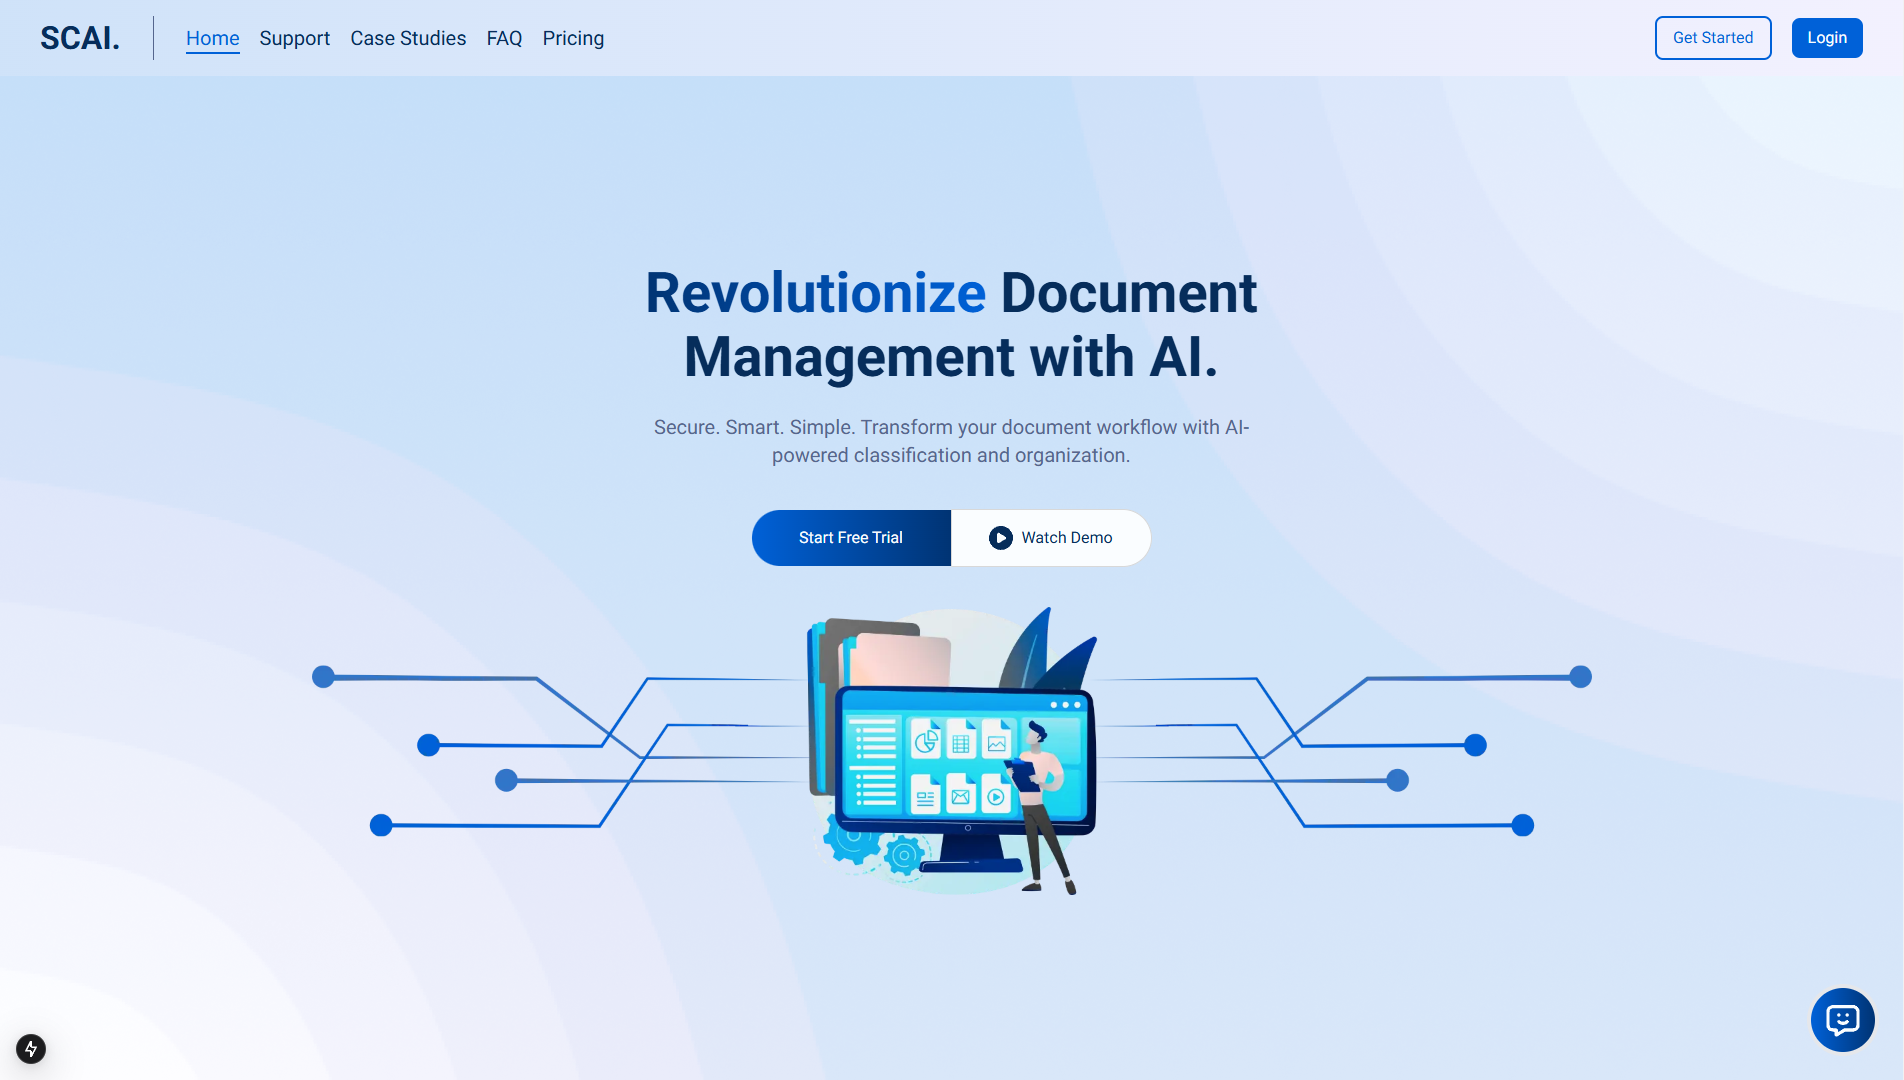 SCAI.
Home
Support
Case Studies
FAQ
Pricing
Get Started
Login
Revolutionize Document
Management with AI.
Secure. Smart. Simple. Transform your document workflow with AI-
powered classification and organization.
Start Free Trial
Watch Demo